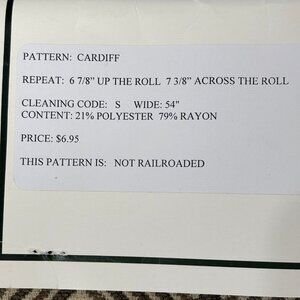 PATTERN: CARDIFF
REPEAT: 6 7/8" UP THE ROLL 7 3/8" ACROSS THE ROLL
CLEANING CODE: S WIDE: 54"
CONTENT: 21% POLYESTER 79% RAYON
PRICE: $6.95
THIS PATTERN IS: NOT RAILROADED